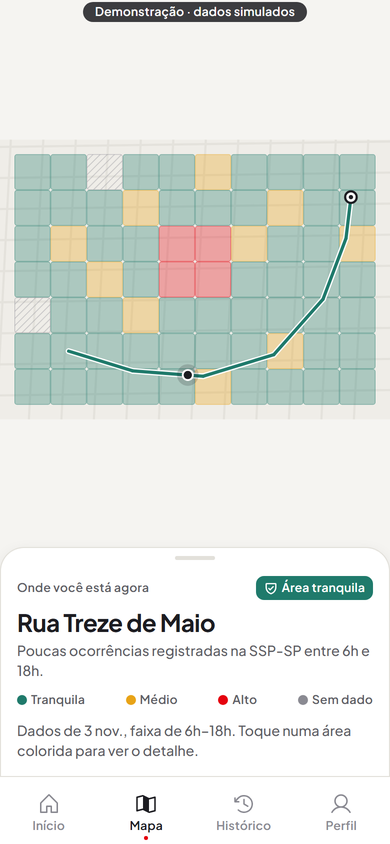 Demonstração · dados simulados
Onde você está agora
Área tranquila
Rua Treze de Maio
Poucas ocorrências registradas na SSP-SP entre 6h e
18h.
Tranquila
Médio
Alto
Sem dado
Dados de 3 nov., faixa de 6h–18h. Toque numa área
colorida para ver o detalhe.
Início
Mapa
Histórico
Perfil